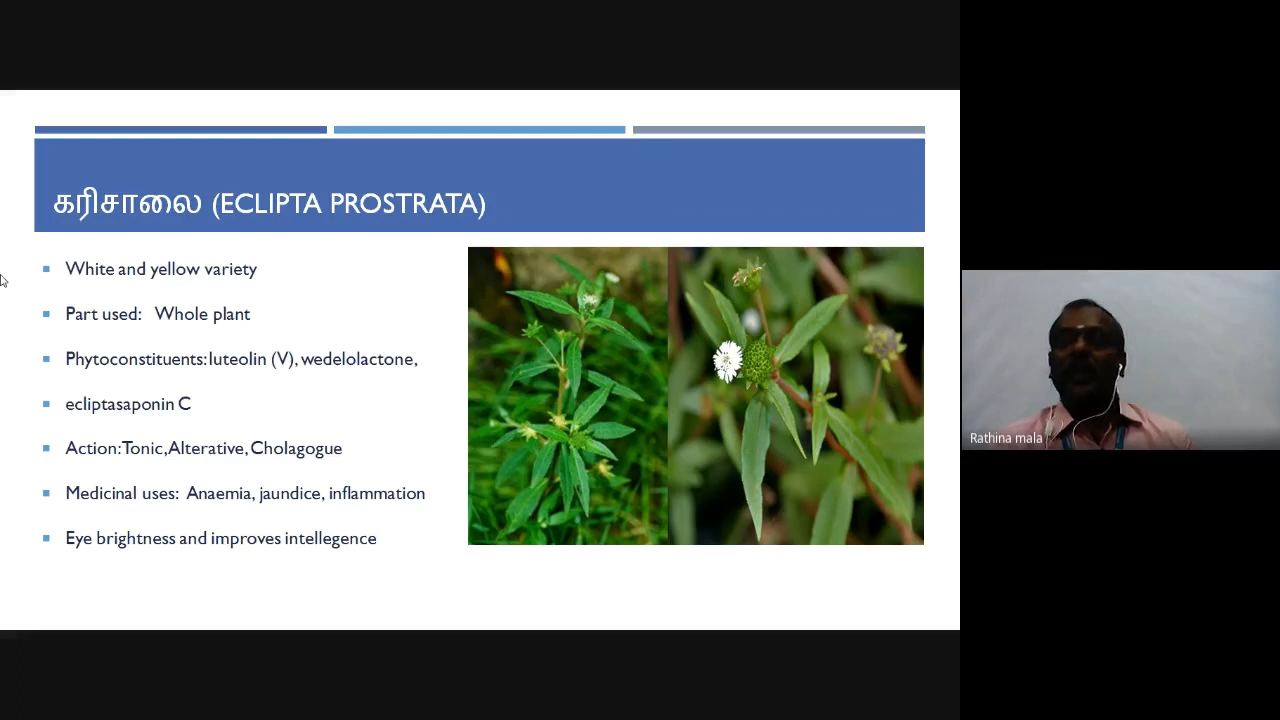 கரிசாலை (ECLIPTA PROSTRATA)
White and yellow variety
Part used: Whole plant
Phytoconstituents: luteolin (V), wedelolactone,
ecliptasaponin C
Action: Tonic, Alterative, Cholagogue
Medicinal uses: Anaemia, jaundice, inflammation
Eye brightness and improves intellegence
Rathina mala